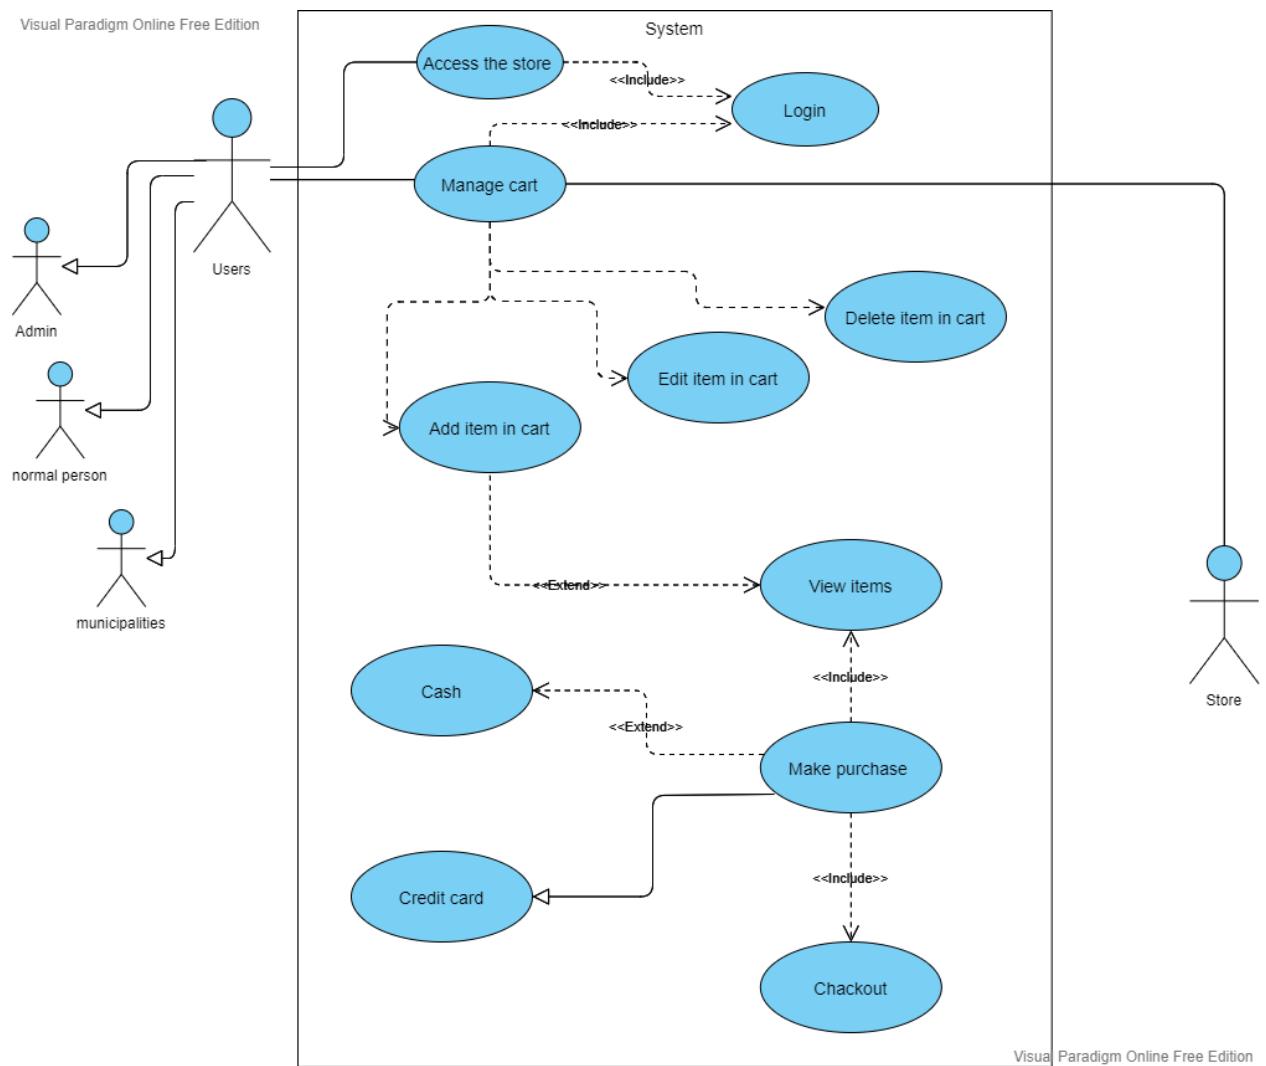 Visual Paradigm Online Free Edition
System
Access the store
<<Include>>
Login
<<Include>>
Manage cart
Users
Admin
Delete item in cart
Edit item in cart
Add item in cart
normal person
municipalities
<<Extend>>
View items
<<Include>>
Cash
<<Extend>>
Store
Make purchase
<<Include>>
Credit card
Chackout
Visual Paradigm Online Free Edition